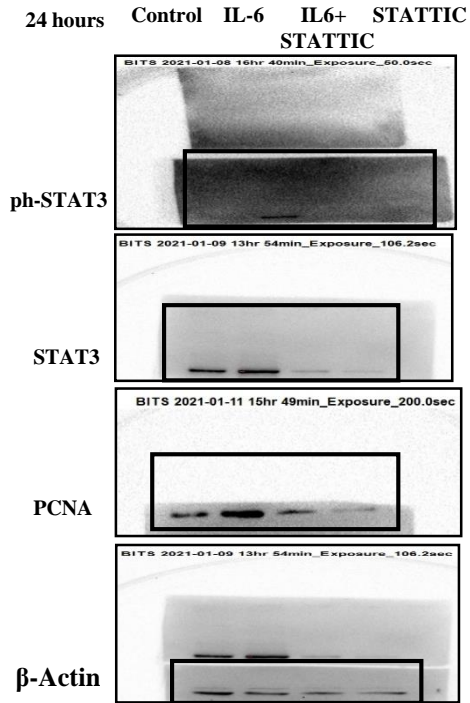 24 hours Control IL-6 IL6+ STATTIC
STATTIC
BITS 2021-01-08 16hr 40min_Exposure_50.0sec
ph-STAT3
BITS 2021-01-09 13hr 54min_Exposure_106.2sec
STAT3
BITS 2021-01-11 15hr 49min_Exposure_200.0sec
PCNA
BITS 2021-01-09 13hr 54min_Exposure_106.2sec
β-Actin